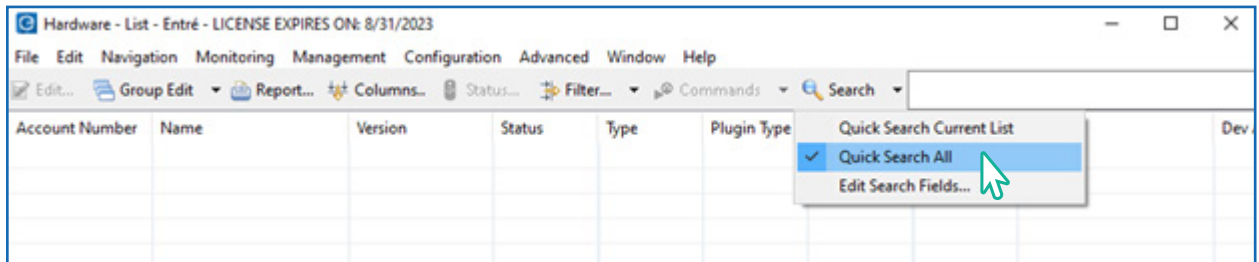 Hardware - List - Entré - LICENSE EXPIRES ON: 8/31/2023
File Edit Navigation Monitoring Management Configuration Advanced Window Help
Edit... Group Edit Report... Columns... Status... Filter... Commands Search
Account Number Name Version Status Type Plugin Type Dev
Quick Search Current List
Quick Search All
Edit Search Fields...